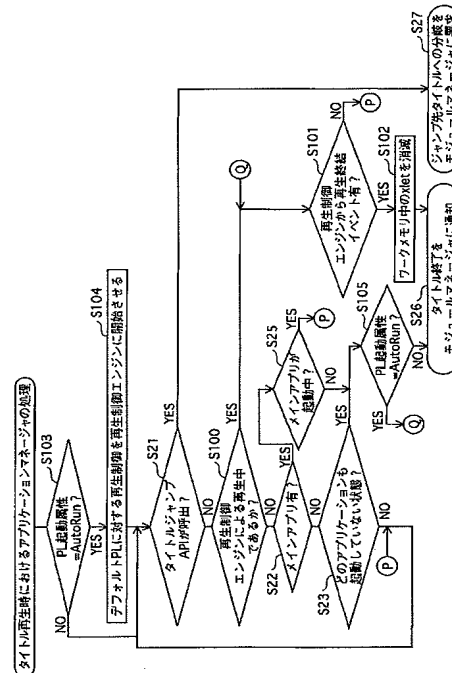 タイトル再生時におけるアプリケーションマネージャの処理
S103
PL起動属性
=AutoRun？
NO
YES
S104
デフォルトPLに対する再生制御を再生制御エンジンに開始させる
S21
タイトルジャンプ
APIが呼出？
YES
NO
S100
再生制御
エンジンによる再生中
であるか？
YES
NO
S22
メインアプリ有？
YES
NO
S25
メインアプリが
起動中？
YES
P
NO
S23
どのアプリケーションも
起動していない状態？
YES
NO
P
S105
PL起動属性
=AutoRun？
YES
Q
NO
Q
S101
再生制御
エンジンから再生終結
イベント有？
NO
P
YES
S102
ワークメモリ中のxletを消滅
S26
タイトル終了を
モジュールマネージャに通知
S27
ジャンプ先タイトルへの分岐を
モジュールマネージャに要求